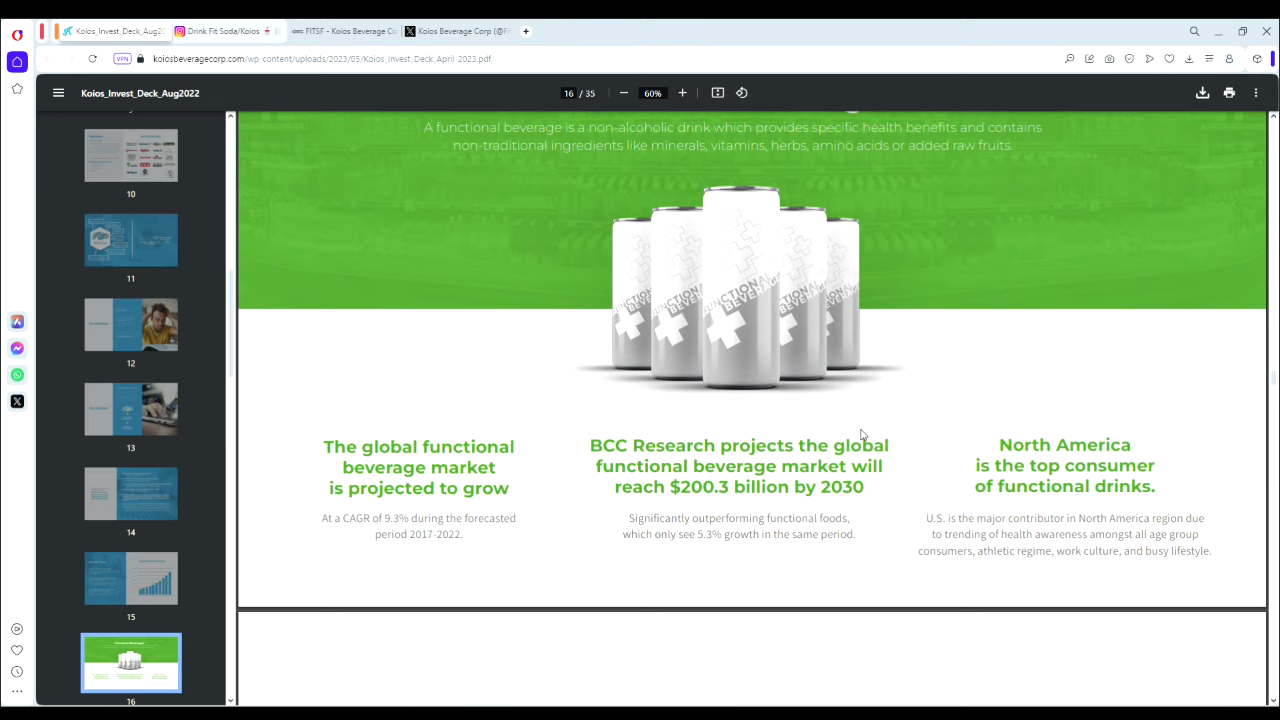 Koios_Invest_Deck_Aug2
Drink Fit Soda/Koios
FITSF - Koios Beverage Co
Koios Beverage Corp (@Fi
VPN
koiosbeveragecorp.com/wp-content/uploads/2023/05/Koios_Invest_Deck_April-2023.pdf
Koios_Invest_Deck_Aug2022
16 / 35
60%
10
11
12
13
14
15
16
A functional beverage is a non-alcoholic drink which provides specific health benefits and contains
non-traditional ingredients like minerals, vitamins, herbs, amino acids or added raw fruits.
FUNCTIONAL
BEVERAGE
The global functional
beverage market
is projected to grow
At a CAGR of 9.3% during the forecasted
period 2017-2022.
BCC Research projects the global
functional beverage market will
reach $200.3 billion by 2030
Significantly outperforming functional foods,
which only see 5.3% growth in the same period.
North America
is the top consumer
of functional drinks.
U.S. is the major contributor in North America region due
to trending of health awareness amongst all age group
consumers, athletic regime, work culture, and busy lifestyle.